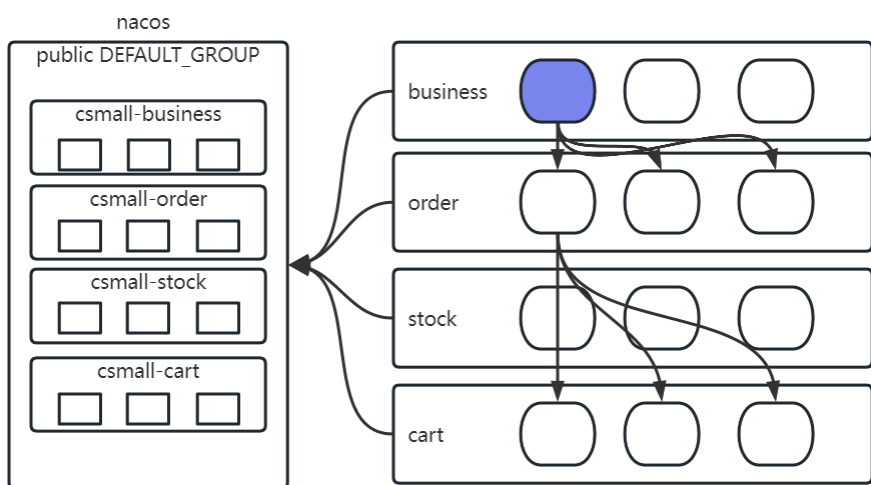 nacos
public DEFAULT_GROUP
csmall-business
csmall-order
csmall-stock
csmall-cart
business
order
stock
cart